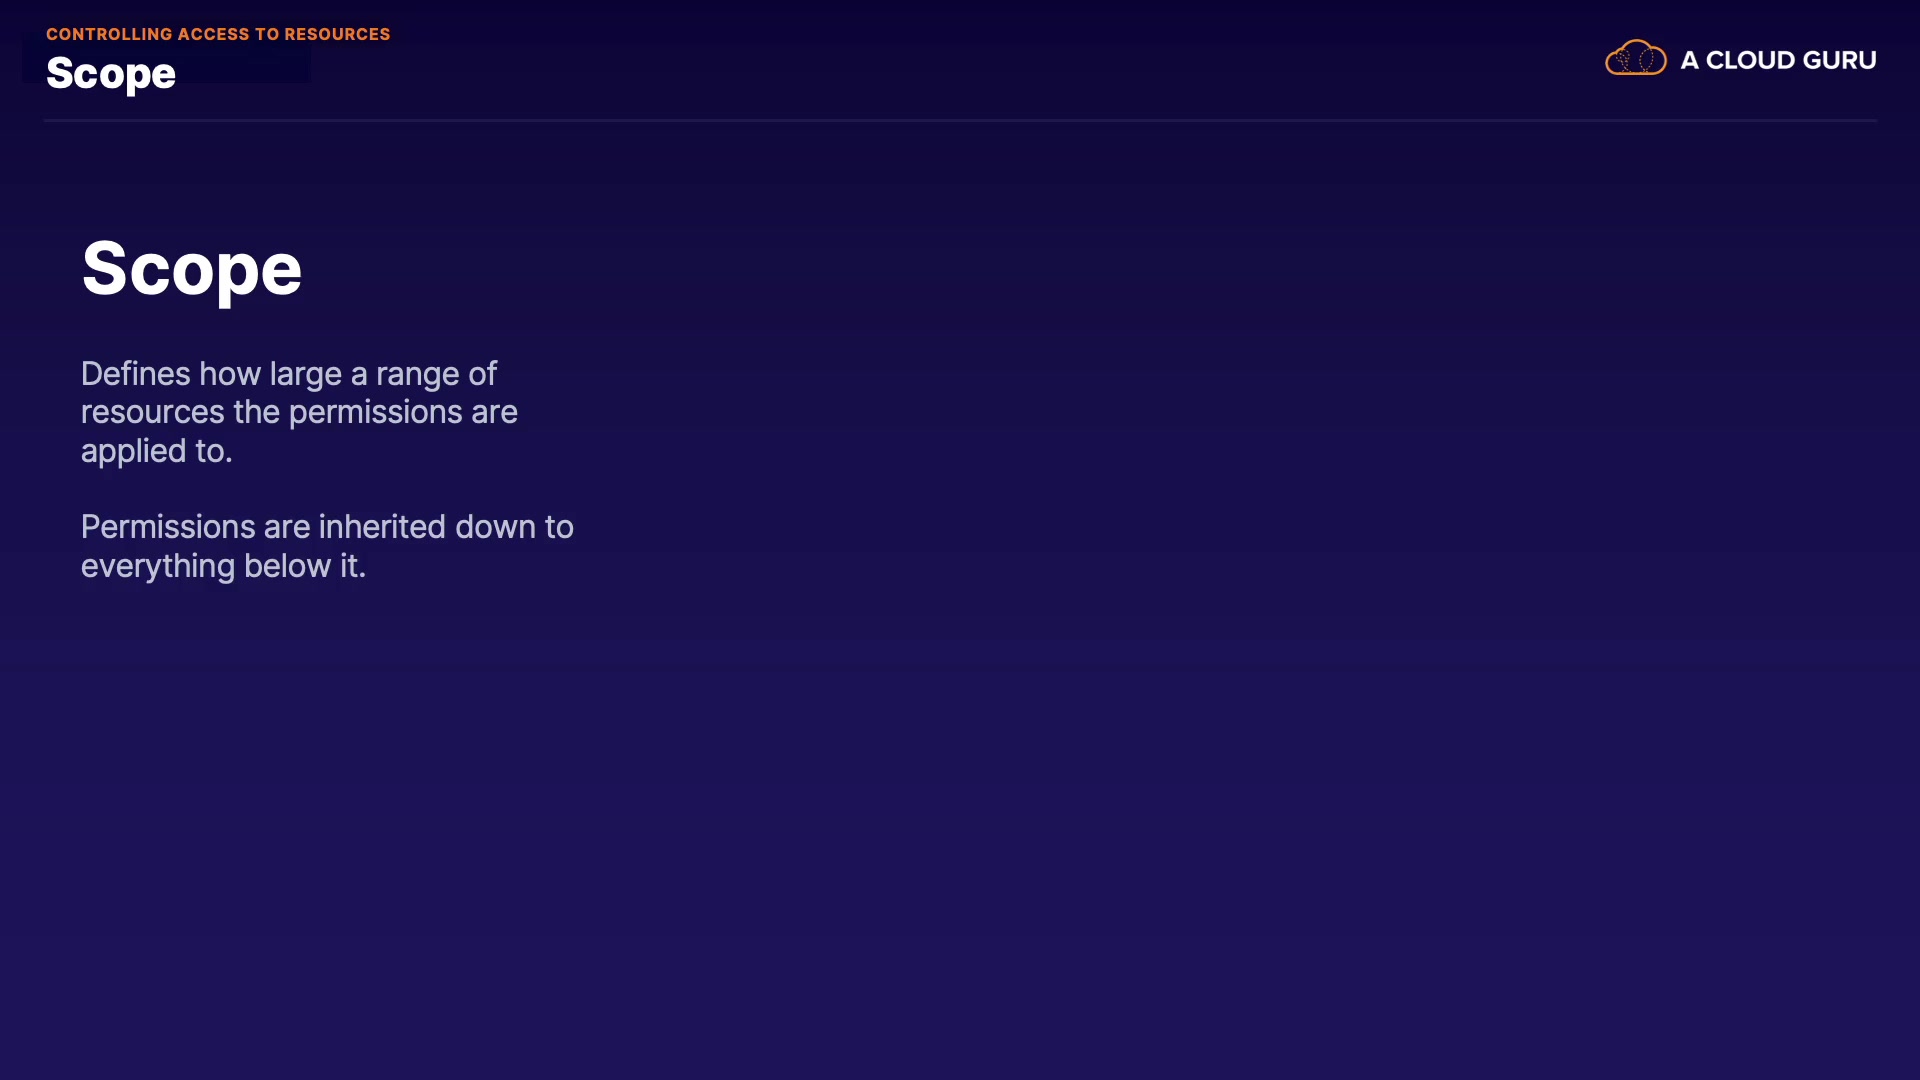 CONTROLLING ACCESS TO RESOURCES
Scope
A CLOUD GURU
Scope
Defines how large a range of
resources the permissions are
applied to.
Permissions are inherited down to
everything below it.